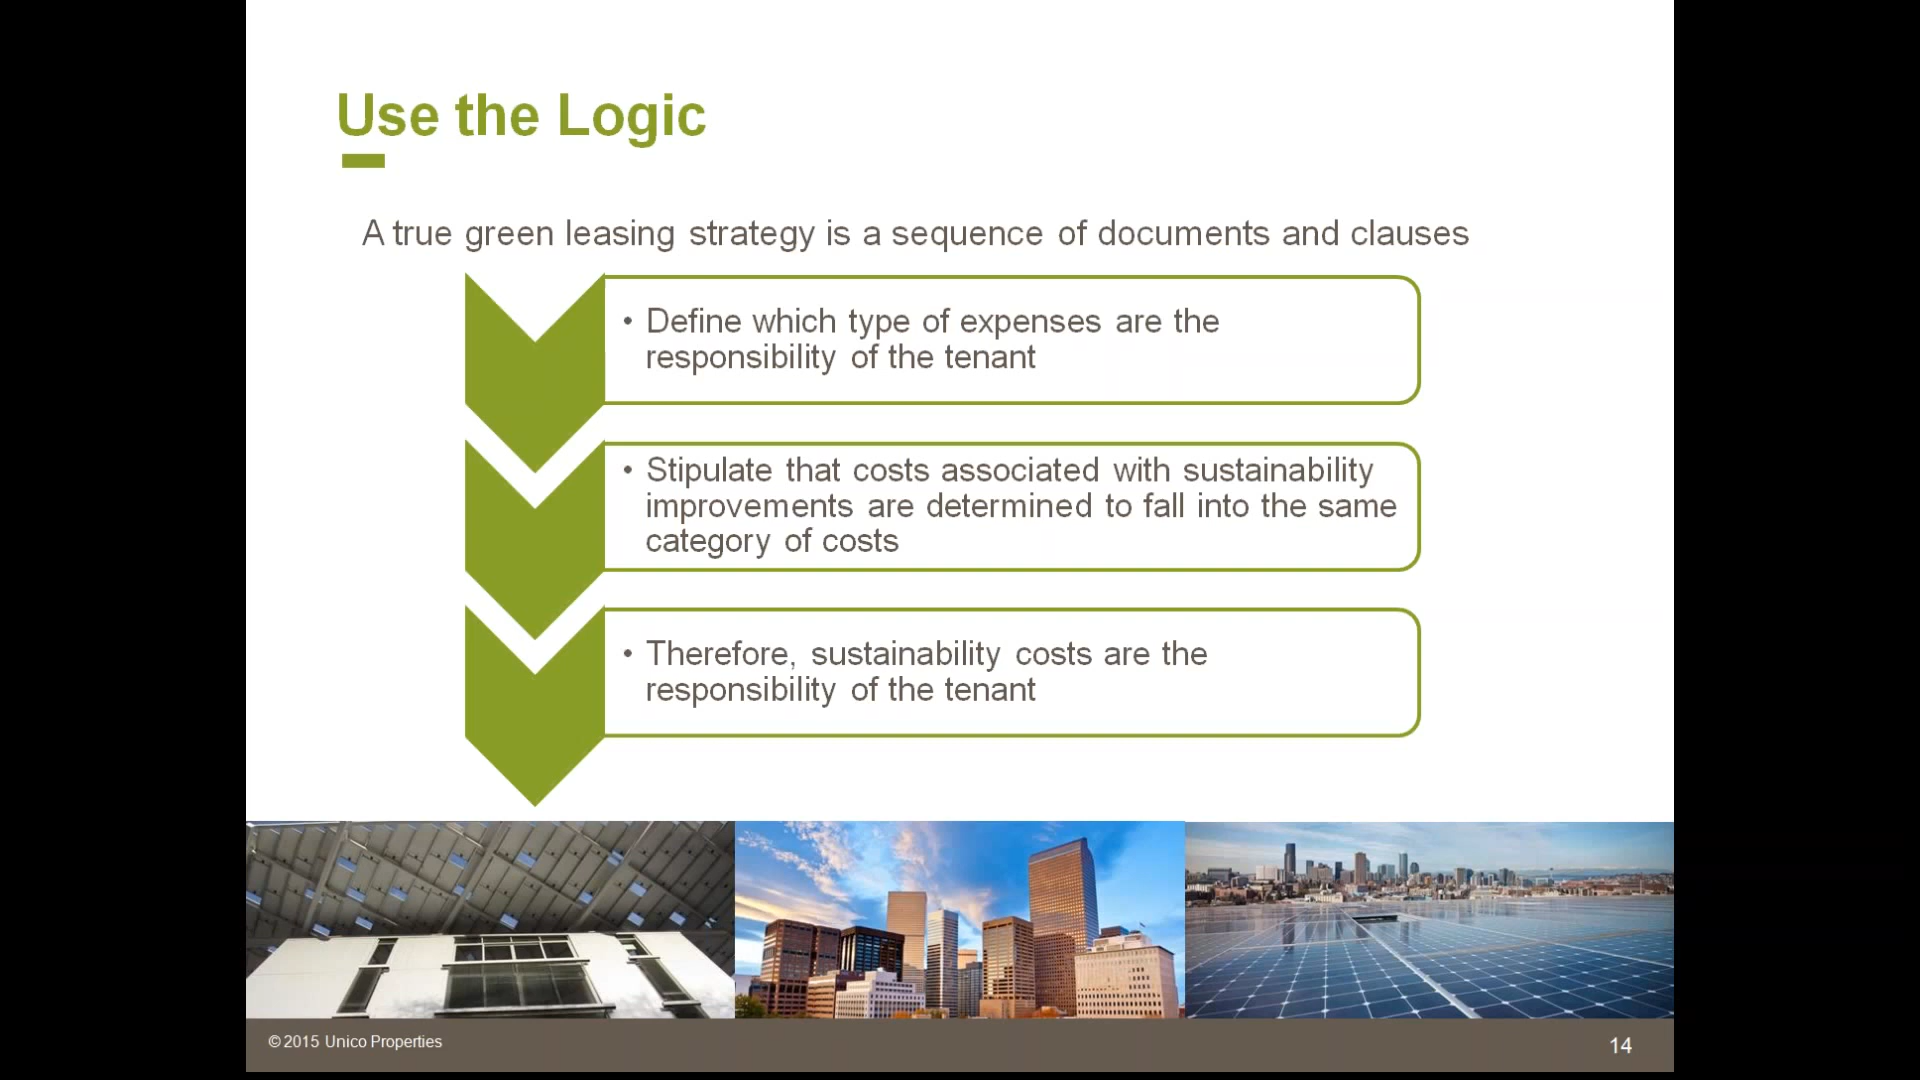 Use the Logic
A true green leasing strategy is a sequence of documents and clauses
• Define which type of expenses are the
responsibility of the tenant
• Stipulate that costs associated with sustainability
improvements are determined to fall into the same
category of costs
• Therefore, sustainability costs are the
responsibility of the tenant
© 2015 Unico Properties
14